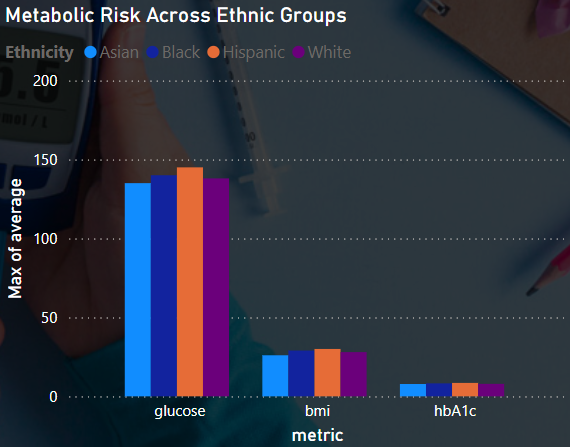 Metabolic Risk Across Ethnic Groups
Ethnicity Asian Black Hispanic White
200
150
100
50
0
Max of average
glucose bmi hbA1c
metric